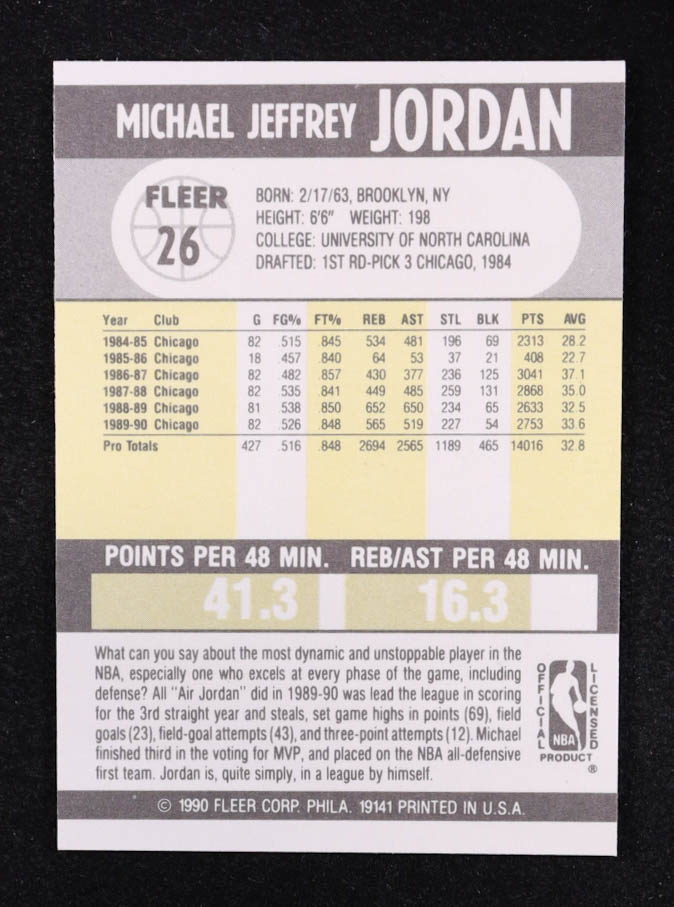 MICHAEL JEFFREY JORDAN
FLEER
26
BORN: 2/17/63, BROOKLYN, NY
HEIGHT: 6'6" WEIGHT: 198
COLLEGE: UNIVERSITY OF NORTH CAROLINA
DRAFTED: 1ST RD-PICK 3 CHICAGO, 1984
Year Club G FG% FT% REB AST STL BLK PTS AVG
1984-85 Chicago 82 .515 .845 534 481 196 69 2313 28.2
1985-86 Chicago 18 .457 .840 64 53 37 21 408 22.7
1986-87 Chicago 82 .482 .857 430 377 236 125 3041 37.1
1987-88 Chicago 82 .535 .841 449 485 259 131 2868 35.0
1988-89 Chicago 81 .538 .850 652 650 234 65 2633 32.5
1989-90 Chicago 82 .526 .848 565 519 227 54 2753 33.6
Pro Totals 427 .516 .848 2694 2565 1189 465 14016 32.8
POINTS PER 48 MIN. REB/AST PER 48 MIN.
41.3 16.3
What can you say about the most dynamic and unstoppable player in the
NBA, especially one who excels at every phase of the game, including
defense? All "Air Jordan" did in 1989-90 was lead the league in scoring
for the 3rd straight year and steals, set game highs in points (69), field
goals (23), field-goal attempts (43), and three-point attempts (12). Michael
finished third in the voting for MVP, and placed on the NBA all-defensive
first team. Jordan is, quite simply, in a league by himself.
OFFICIAL
LICENSED
NBA
PRODUCT
®
© 1990 FLEER CORP. PHILA. 19141 PRINTED IN U.S.A.